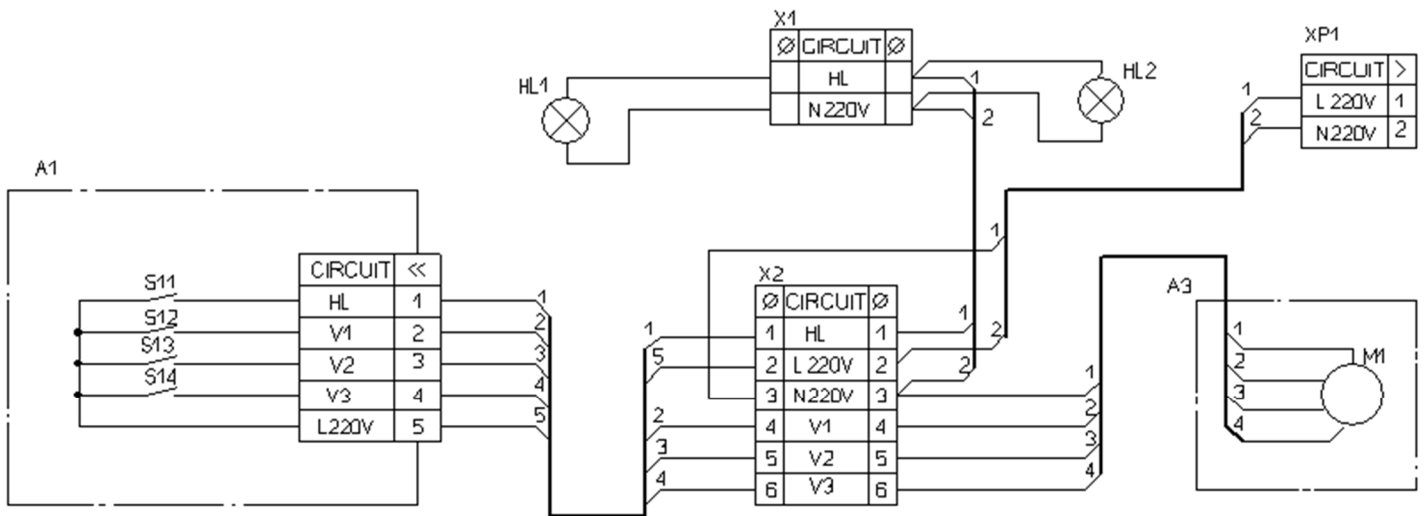 X1
Ø CIRCUIT Ø
HL
N220V
HL1
HL2
1
2
XP1
CIRCUIT >
L 220V 1
N220V 2
1
2
A1
CIRCUIT <<
HL 1
V1 2
V2 3
V3 4
L220V 5
S11
S12
S13
S14
1
2
3
4
5
1
5
2
3
4
X2
Ø CIRCUIT Ø
1 HL 1
2 L 220V 2
3 N220V 3
4 V1 4
5 V2 5
6 V3 6
1
1
2
2
1
2
3
4
A3
1
2
3
4
M1